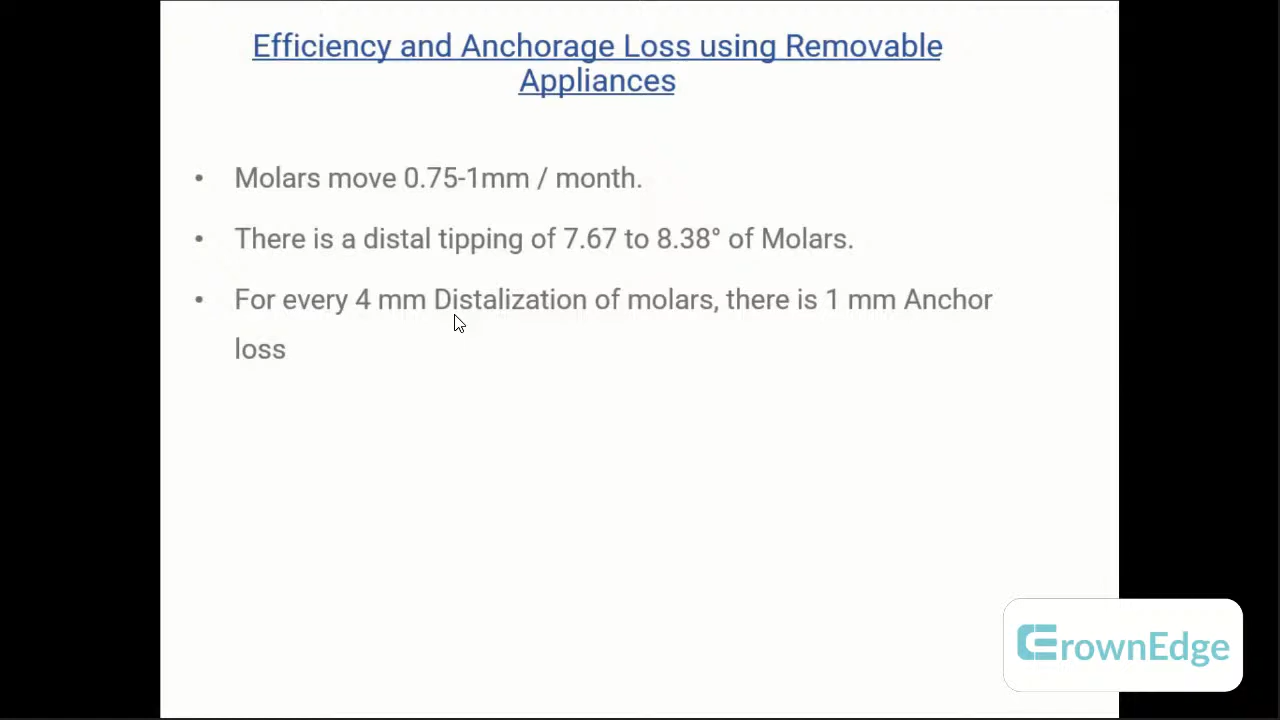 Efficiency and Anchorage Loss using Removable
Appliances
• Molars move 0.75-1mm / month.
• There is a distal tipping of 7.67 to 8.38° of Molars.
• For every 4 mm Distalization of molars, there is 1 mm Anchor
loss
CrownEdge